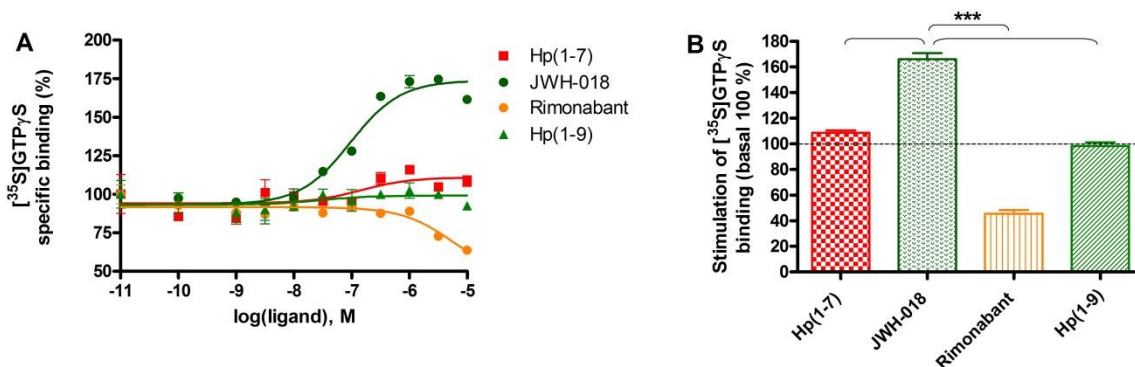 A
[³⁵S]GTPγS
specific binding (%)
200
175
150
125
100
75
50
-11
-10
-9
-8
-7
-6
-5
log(ligand), M
Hp(1-7)
JWH-018
Rimonabant
Hp(1-9)
B
***
Stimulation of [³⁵S]GTPγS
binding (basal 100 %)
180
160
140
120
100
80
60
40
20
0
Hp(1-7)
JWH-018
Rimonabant
Hp(1-9)